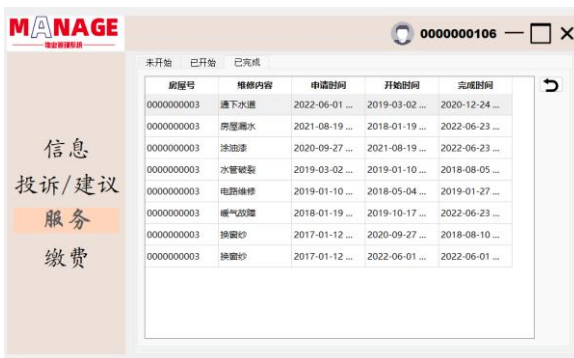 MANAGE
物业管理系统
0000000106
未开始 已开始 已完成
房屋号 维修内容 申请时间 开始时间 完成时间
0000000003 通下水道 2022-06-01 ... 2019-03-02 ... 2020-12-24 ...
0000000003 房屋漏水 2021-08-19 ... 2018-01-19 ... 2022-06-23 ...
0000000003 涂油漆 2020-09-27 ... 2021-08-19 ... 2022-06-23 ...
0000000003 水管破裂 2019-03-02 ... 2019-01-10 ... 2018-08-05 ...
0000000003 电路维修 2019-01-10 ... 2018-05-04 ... 2019-01-27 ...
0000000003 暖气故障 2018-01-19 ... 2019-10-17 ... 2022-06-23 ...
0000000003 换窗纱 2017-01-12 ... 2020-09-27 ... 2018-08-10 ...
0000000003 换窗纱 2017-01-12 ... 2022-06-01 ... 2022-06-01 ...
信息
投诉/建议
服务
缴费